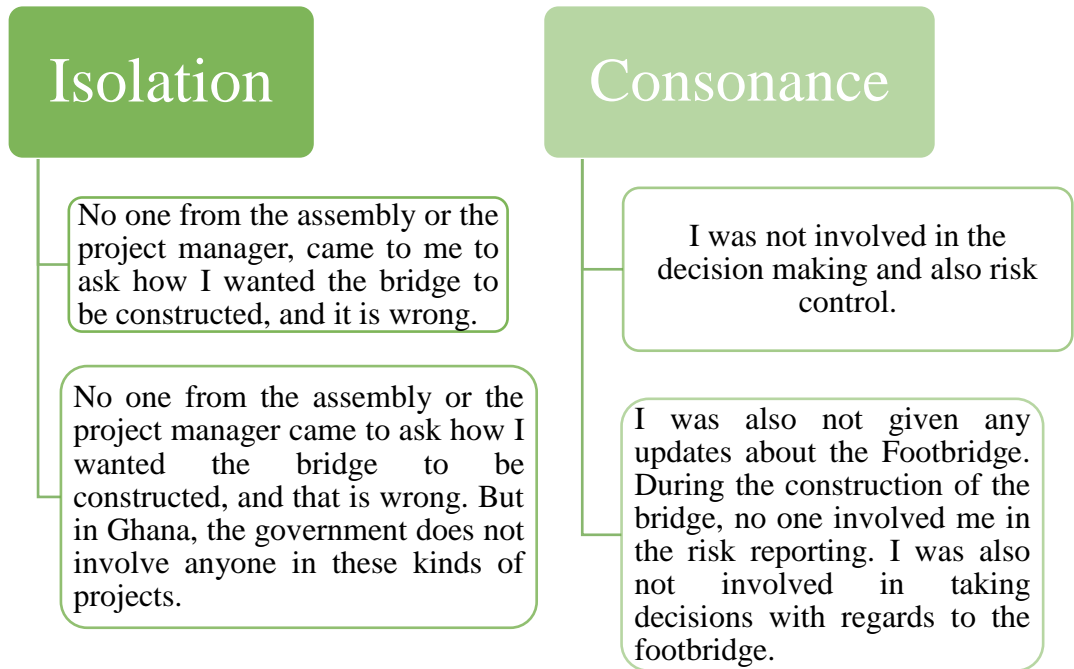 Isolation
No one from the assembly or the
project manager, came to me to
ask how I wanted the bridge to
be constructed, and it is wrong.
No one from the assembly or the
project manager came to ask how I
wanted the bridge to be
constructed, and that is wrong. But
in Ghana, the government does not
involve anyone in these kinds of
projects.
Consonance
I was not involved in the
decision making and also risk
control.
I was also not given any
updates about the Footbridge.
During the construction of the
bridge, no one involved me in
the risk reporting. I was also
not involved in taking
decisions with regards to the
footbridge.